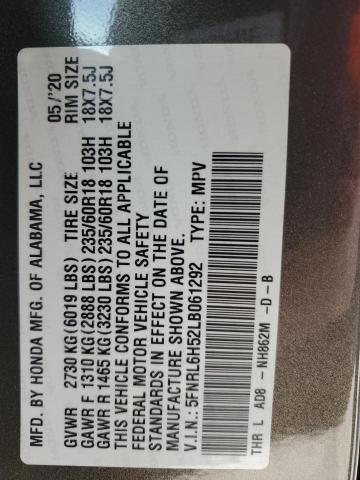 MFD. BY HONDA MFG. OF ALABAMA, LLC 05/'20
GVWR 2730 KG(6019 LBS) TIRE SIZE RIM SIZE
GAWR F 1310 KG(2888 LBS) 235/60R18 103H 18X7.5J
GAWR R 1465 KG(3230 LBS) 235/60R18 103H 18X7.5J
THIS VEHICLE CONFORMS TO ALL APPLICABLE
FEDERAL MOTOR VEHICLE SAFETY
STANDARDS IN EFFECT ON THE DATE OF
MANUFACTURE SHOWN ABOVE.
V.I.N.: 5FNRL6H52LB061292 TYPE: MPV
THR L AD8 - NH862M -D-B